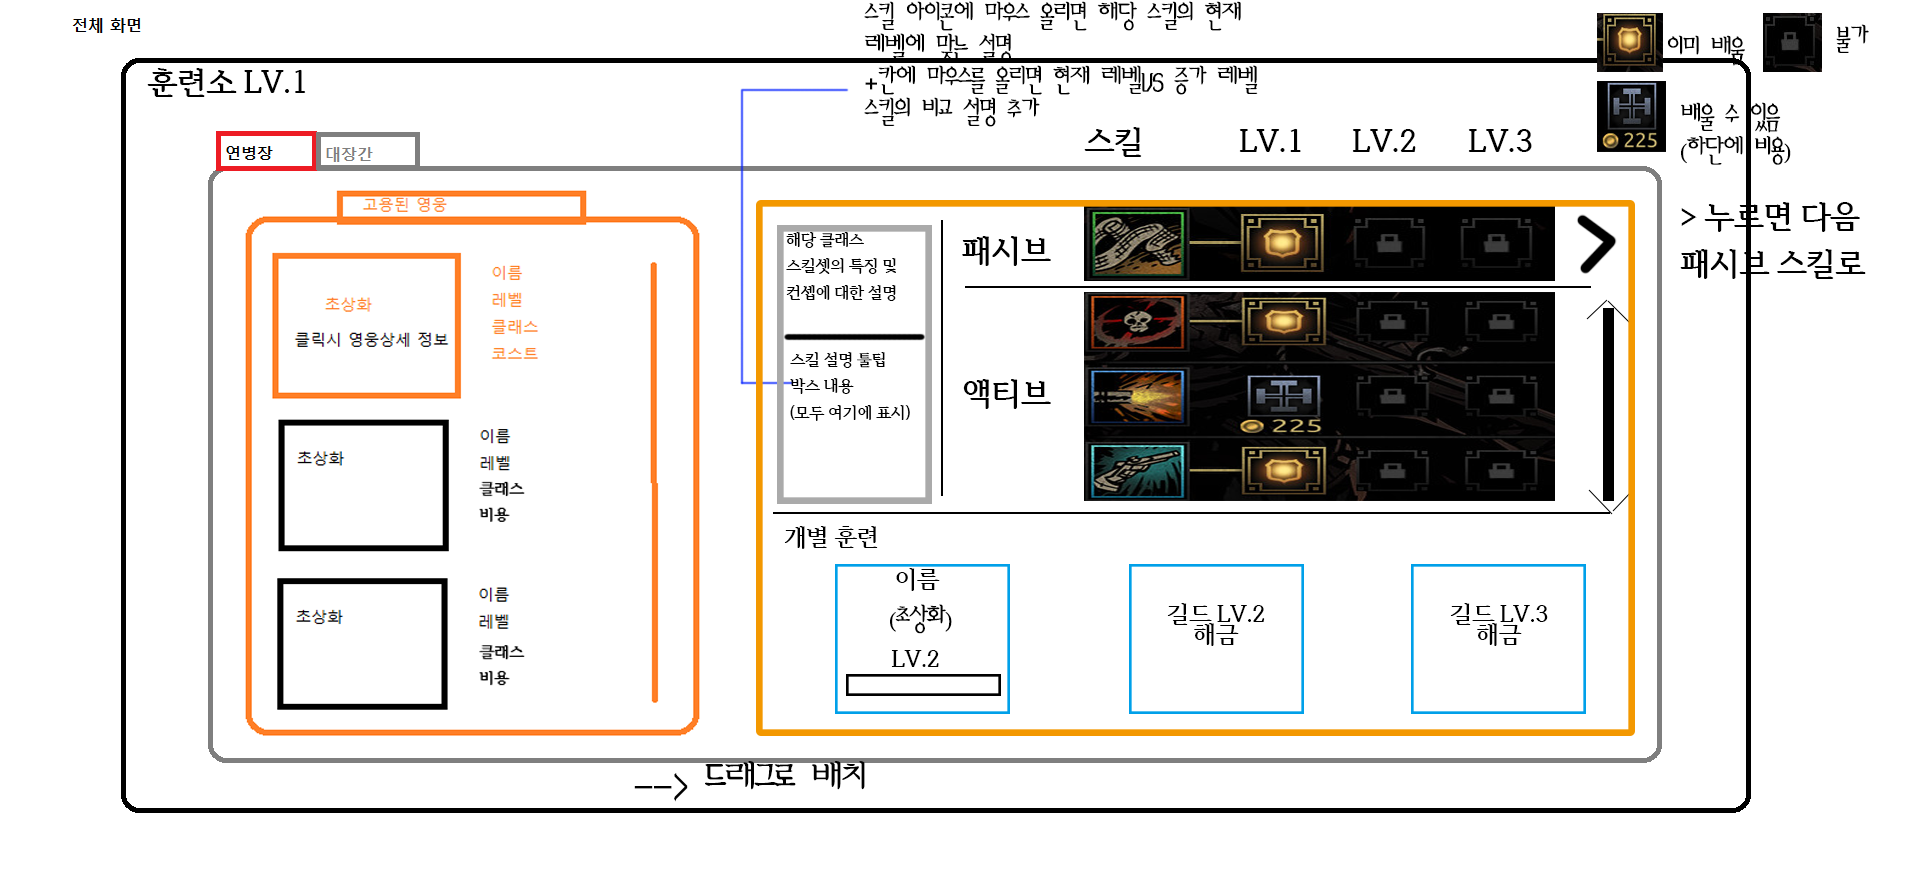 전체 화면
스킬 아이콘에 마우스 올리면 해당 스킬의 현재
레벨에 맞는 설명
+칸에 마우스를 올리면 현재 레벨VS 증가 레벨
스킬의 비교 설명 추가
이미 배움
불가
225
배울 수 있음
(하단에 비용)
훈련소 LV.1
연병장
대장간
스킬 LV.1 LV.2 LV.3
> 누르면 다음
패시브 스킬로
고용된 영웅
초상화
클릭시 영웅상세 정보
이름
레벨
클래스
코스트
초상화
이름
레벨
클래스
비용
초상화
이름
레벨
클래스
비용
해당 클래스
스킬셋의 특징 및
컨셉에 대한 설명
스킬 설명 툴팁
박스 내용
(모두 여기에 표시)
패시브
액티브
225
개별 훈련
이름
(초상화)
LV.2
길드 LV.2
해금
길드 LV.3
해금
--> 드래그로 배치